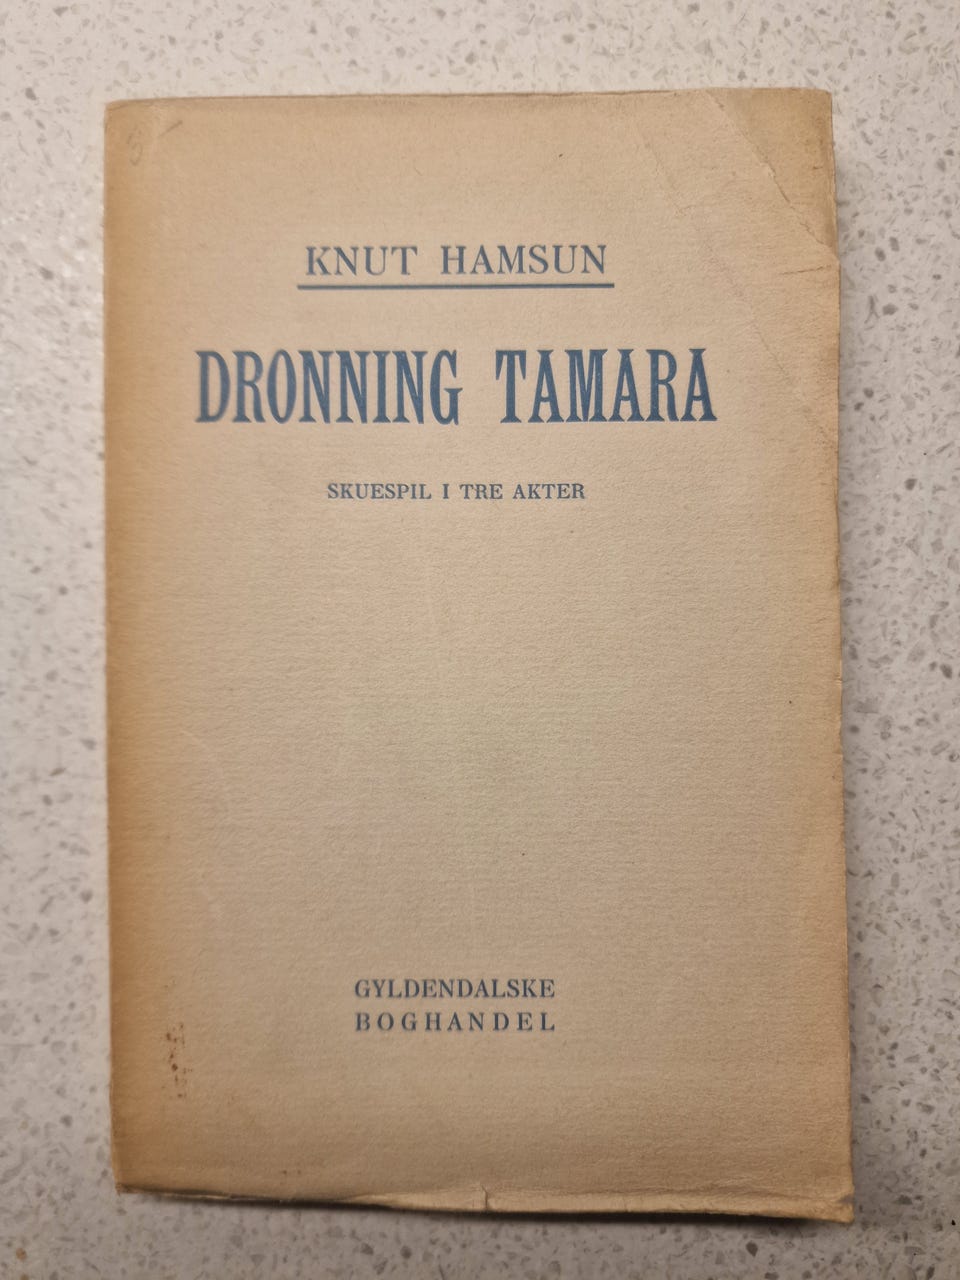 KNUT HAMSUN
DRONNING TAMARA
SKUESPIL I TRE AKTER
GYLDENDALSKE
BOGHANDEL